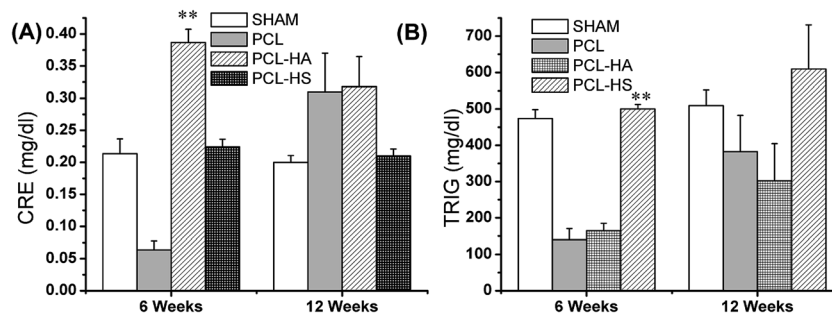 (A)
CRE (mg/dl)
0.40
0.35
0.30
0.25
0.20
0.15
0.10
0.05
0.00
**
SHAM
PCL
PCL-HA
PCL-HS
6 Weeks
12 Weeks
(B)
TRIG (mg/dl)
700
600
500
400
300
200
100
0
SHAM
PCL
PCL-HA
PCL-HS
**
6 Weeks
12 Weeks